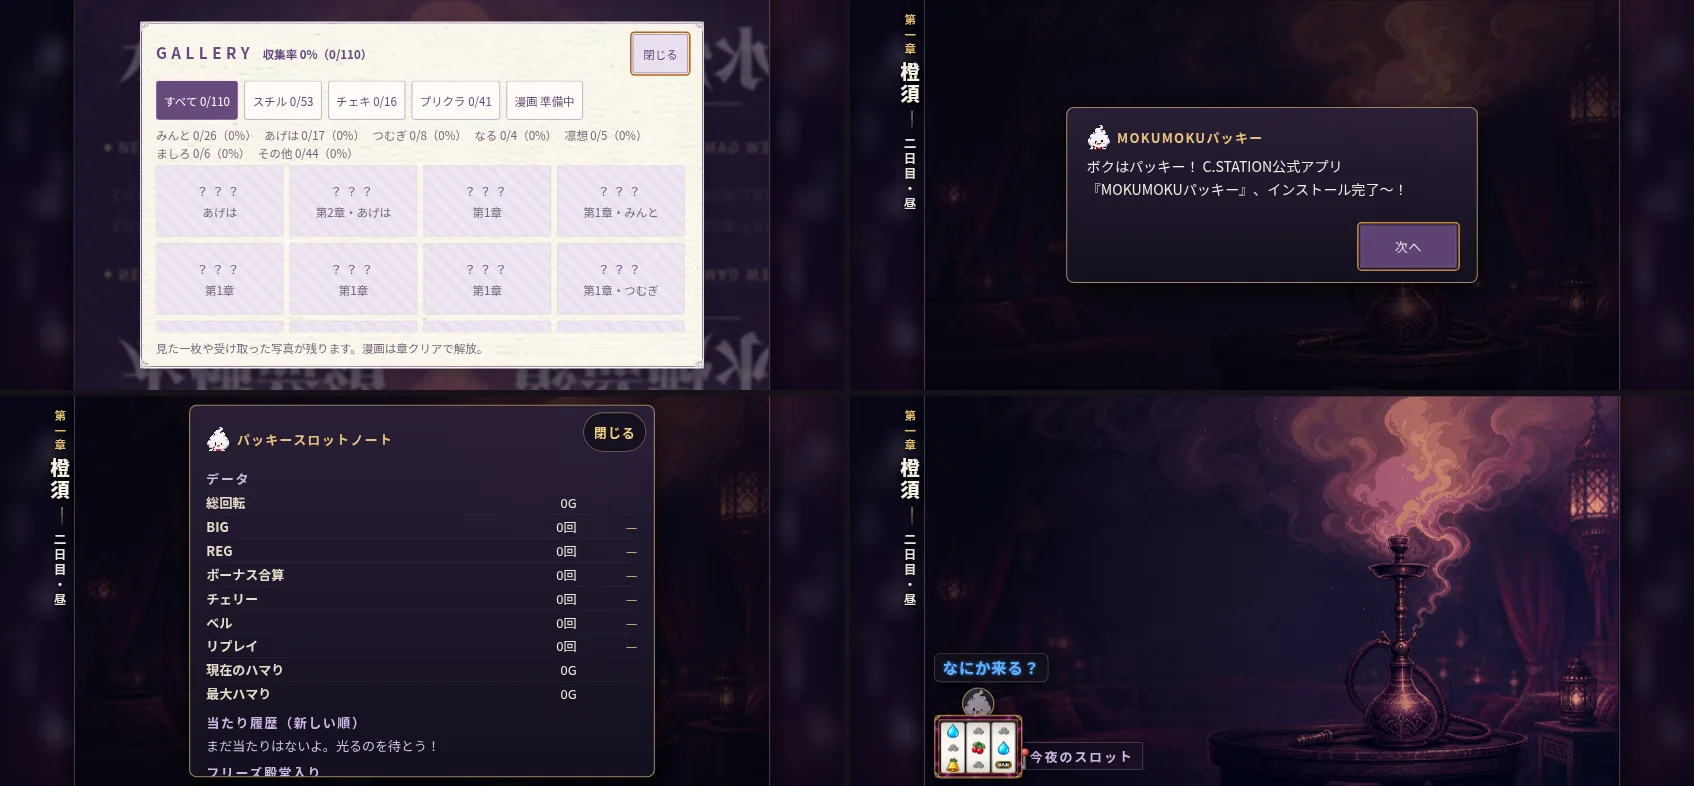 GALLERY 収集率 0%（0/110）
閉じる
すべて 0/110 スチル 0/53 チェキ 0/16 プリクラ 0/41 漫画 準備中
みんと 0/26（0%） あげは 0/17（0%） つむぎ 0/8（0%） なる 0/4（0%） 凛想 0/5（0%）
ましろ 0/6（0%） その他 0/44（0%）
？？？ ？？？ ？？？ ？？？
あげは 第2章・あげは 第1章 第1章・みんと
？？？ ？？？ ？？？ ？？？
第1章 第1章 第1章 第1章・つむぎ
見た一枚や受け取った写真が残ります。漫画は章クリアで解放。
第一章 橙須 二日目・昼
MOKUMOKUパッキー
ボクはパッキー！ C.STATION公式アプリ
『MOKUMOKUパッキー』、インストール完了〜！
次へ
第一章 橙須 二日目・昼
パッキースロットノート
閉じる
データ
総回転 0G
BIG 0回 —
REG 0回 —
ボーナス合算 0回 —
チェリー 0回 —
ベル 0回 —
リプレイ 0回 —
現在のハマり 0G
最大ハマり 0G
当たり履歴（新しい順）
まだ当たりはないよ。光るのを待とう！
フリーズ殿堂入り
第一章 橙須 二日目・昼
なにか来る？
BAR
今夜のスロット